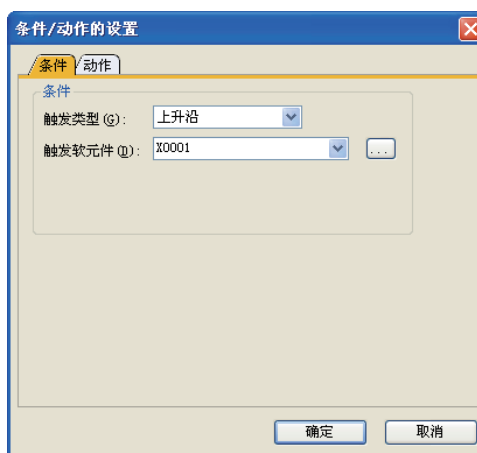 条件/动作的设置
条件 动作
条件
触发类型(G): 上升沿
触发软元件(D): X0001 ...
确定 取消